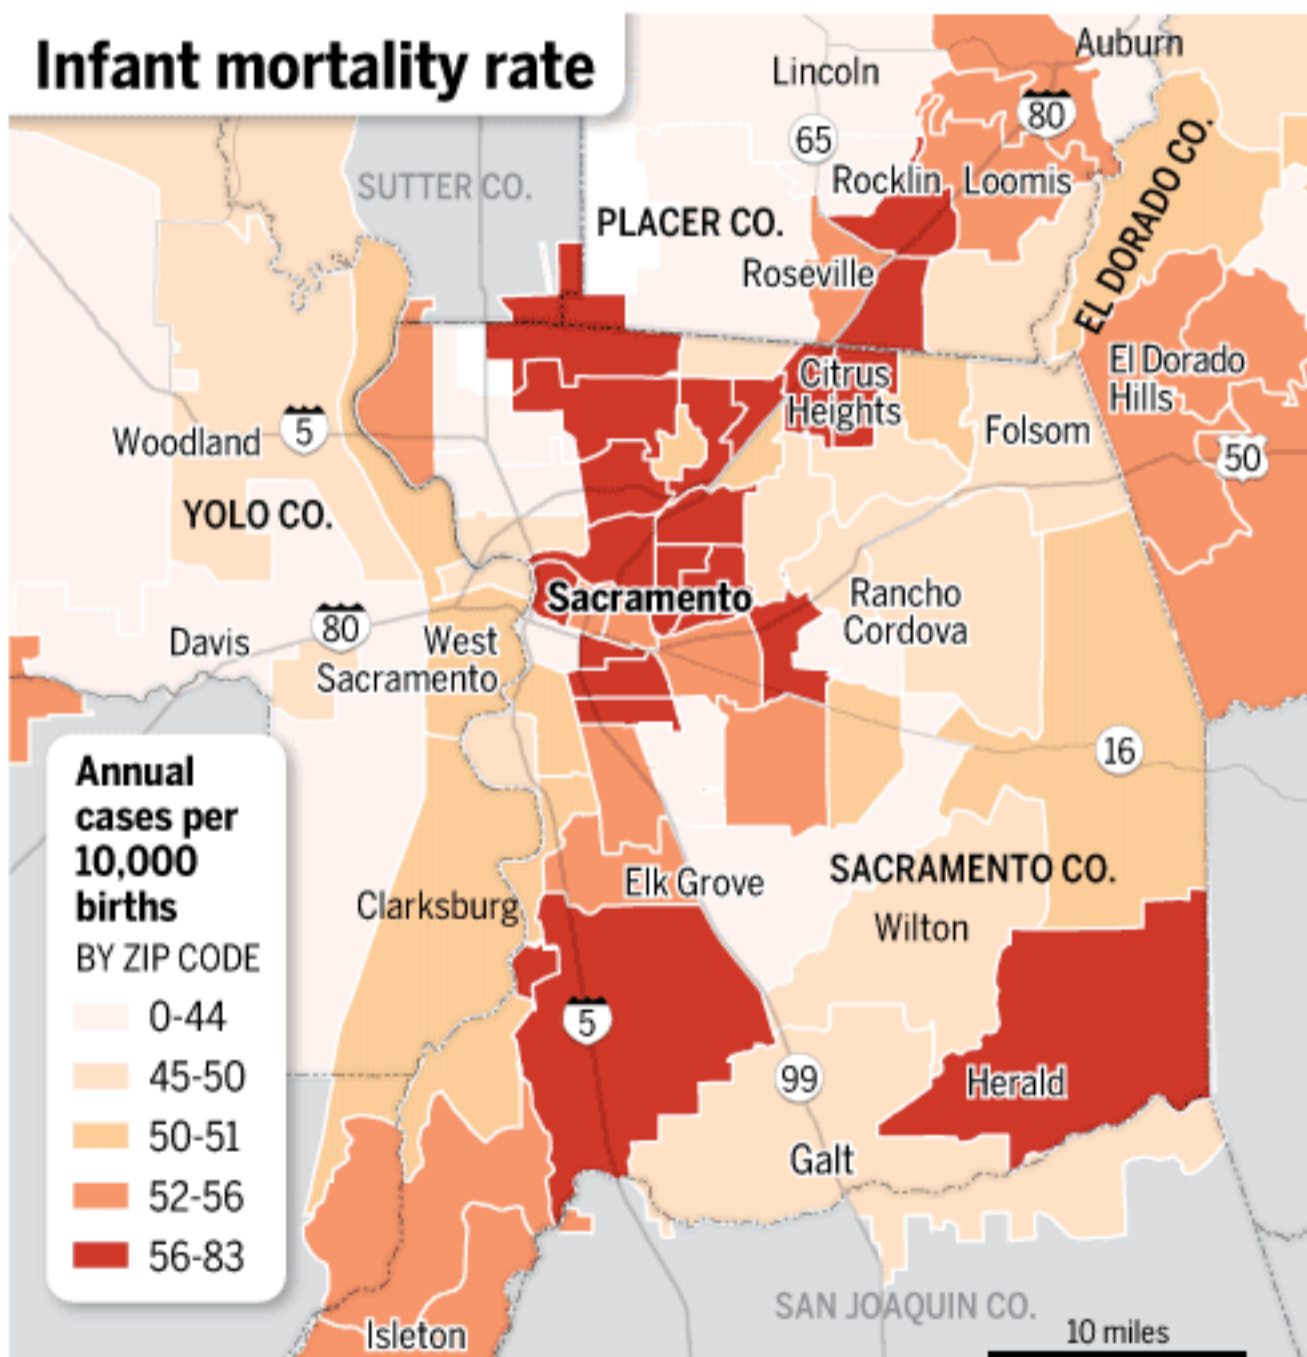 Infant mortality rate
Auburn
Lincoln
80
65
EL DORADO CO.
Rocklin
Loomis
SUTTER CO.
PLACER CO.
Roseville
El Dorado
Hills
Citrus
Heights
Folsom
Woodland
5
50
YOLO CO.
Sacramento
Rancho
Cordova
80
Davis
West
Sacramento
16
Annual
cases per
10,000
births
BY ZIP CODE
0-44
45-50
50-51
52-56
56-83
Elk Grove
SACRAMENTO CO.
Clarksburg
Wilton
5
99
Herald
Galt
SAN JOAQUIN CO.
Isleton
10 miles